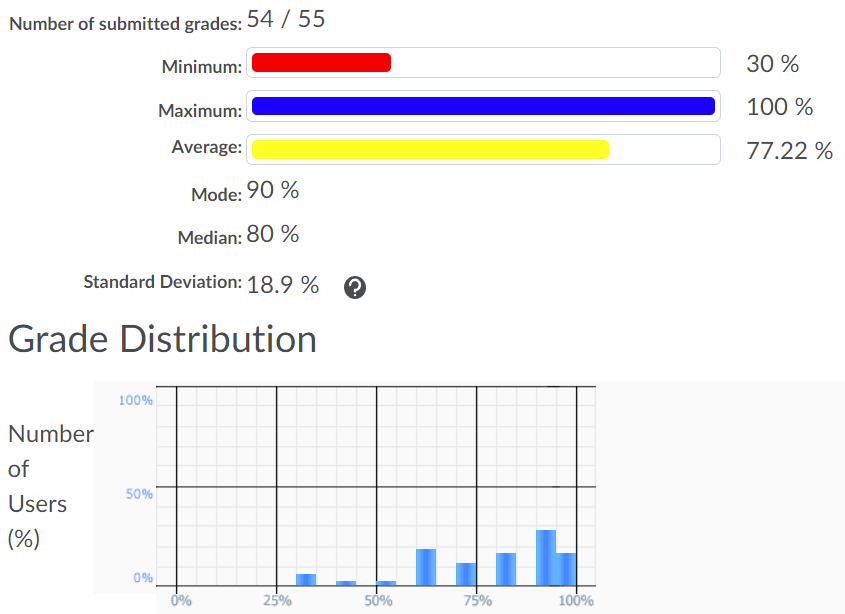 Number of submitted grades: 54 / 55
Minimum: 30 %
Maximum: 100 %
Average: 77.22 %
Mode: 90 %
Median: 80 %
Standard Deviation: 18.9 % ?
Grade Distribution
Number
of
Users
(%)
100%
50%
0%
0% 25% 50% 75% 100%